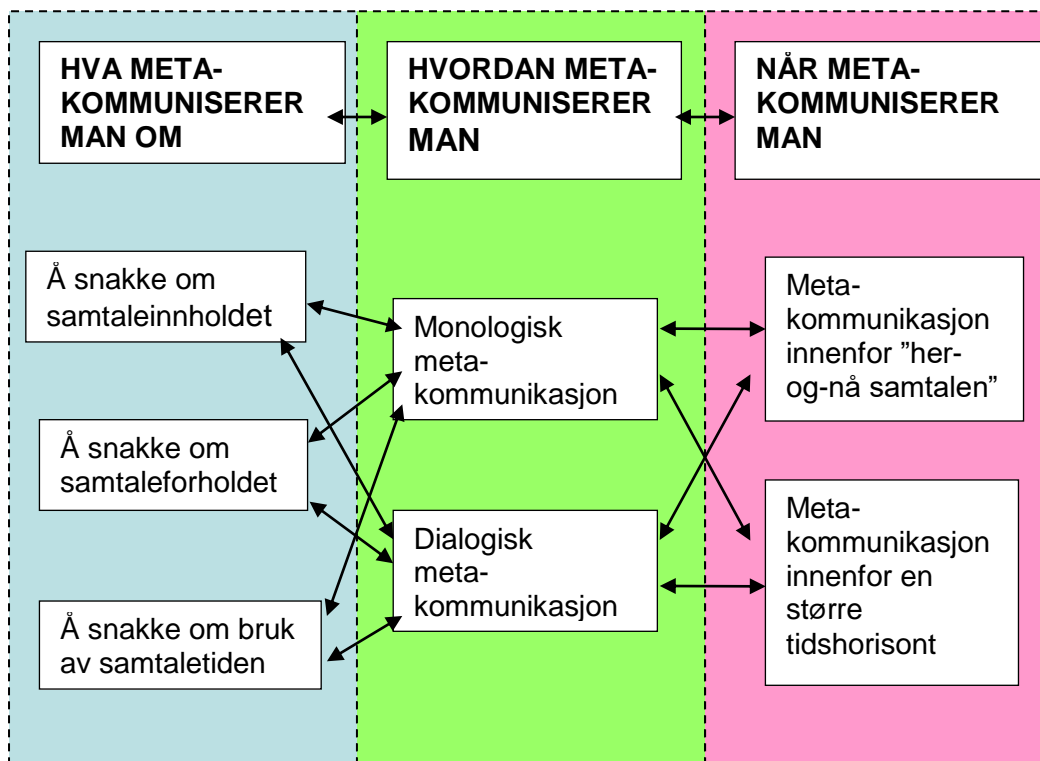 HVA META-
KOMMUNISERER
MAN OM
HVORDAN META-
KOMMUNISERER
MAN
NÅR META-
KOMMUNISERER
MAN
Å snakke om
samtaleinnholdet
Å snakke om
samtaleforholdet
Å snakke om bruk
av samtaletiden
Monologisk
meta-
kommunikasjon
Dialogisk
meta-
kommunikasjon
Meta-
kommunikasjon
innenfor ”her-
og-nå samtalen”
Meta-
kommunikasjon
innenfor en
større
tidshorisont